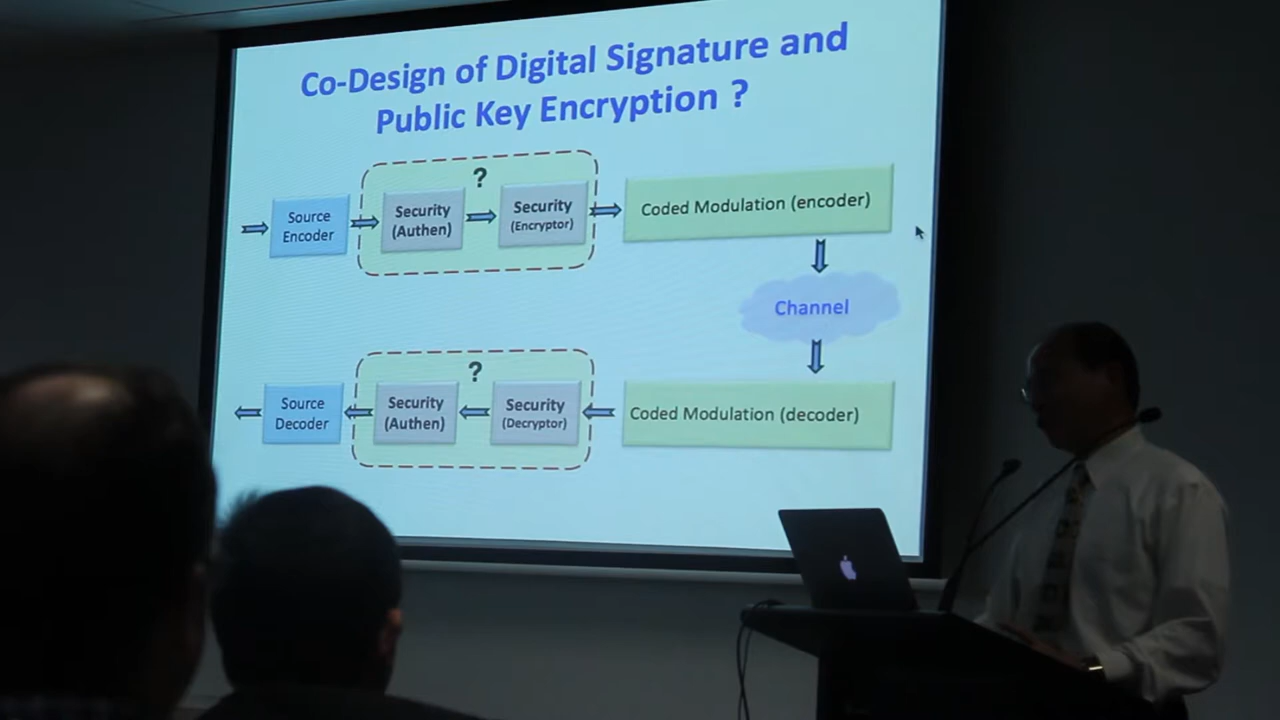 Co-Design of Digital Signature and
Public Key Encryption ?
?
Source
Encoder
Security
(Authen)
Security
(Encryptor)
Coded Modulation (encoder)
Channel
?
Source
Decoder
Security
(Authen)
Security
(Decryptor)
Coded Modulation (decoder)